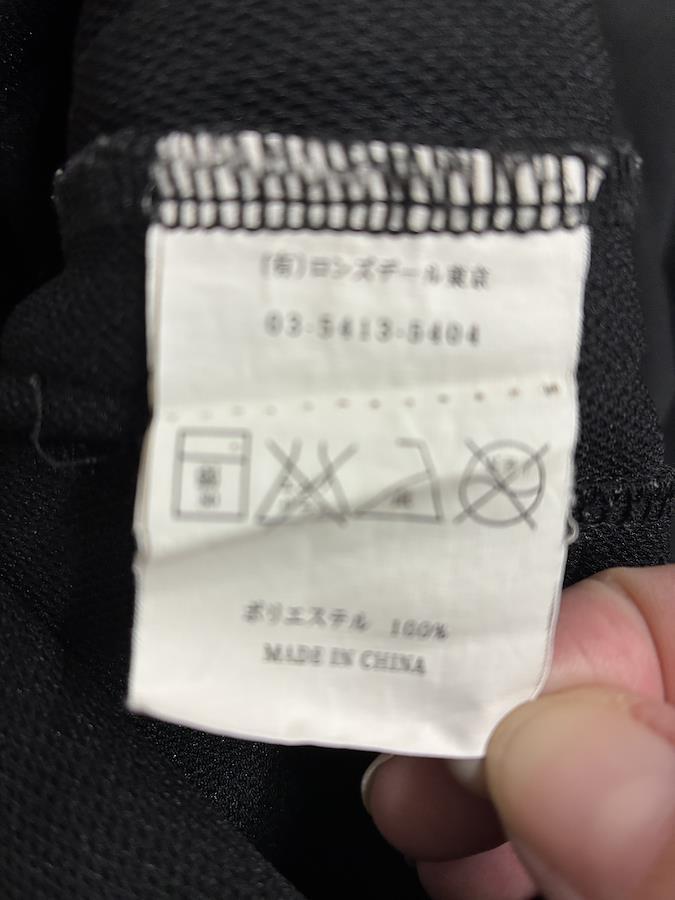 (有)ロンズデール東京
03-5413-5404
ポリエステル 100%
MADE IN CHINA